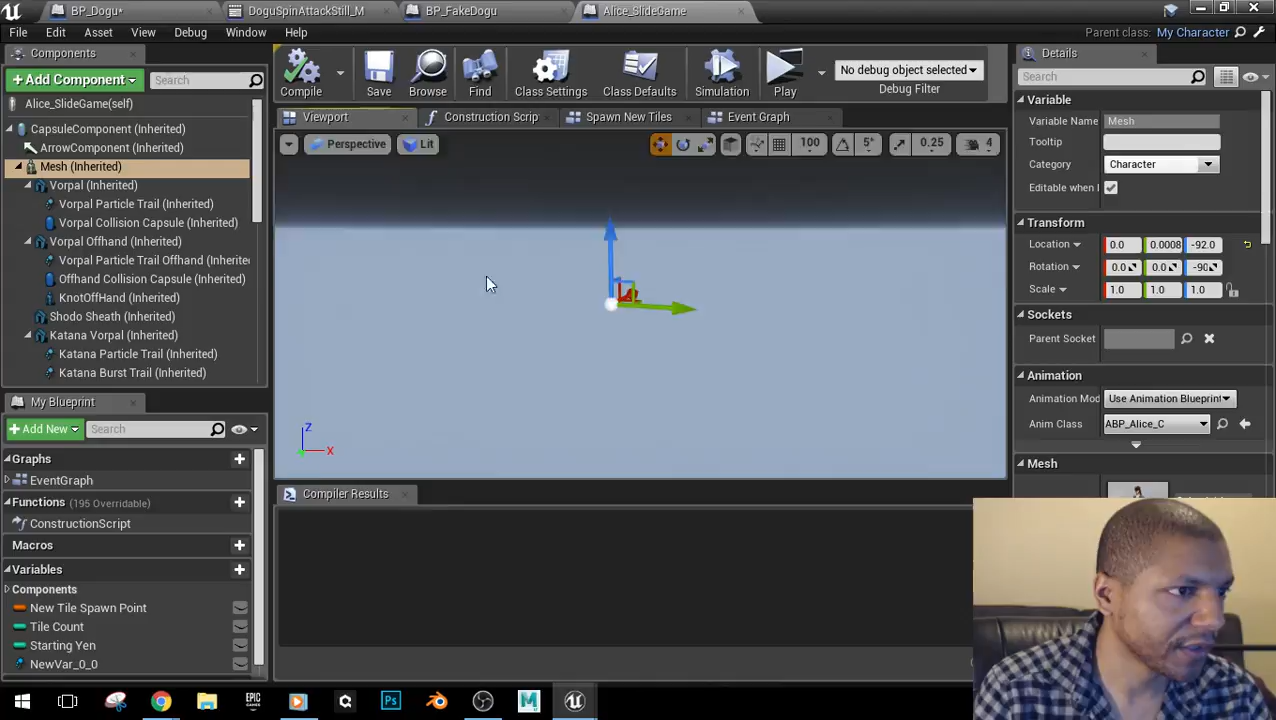 BP_Dogu*
DoguSpinAttackStill_M
BP_FakeDogu
Alice_SlideGame
File Edit Asset View Debug Window Help
Parent class: My Character
Components
Add Component
Search
Alice_SlideGame(self)
CapsuleComponent (Inherited)
ArrowComponent (Inherited)
Mesh (Inherited)
Vorpal (Inherited)
Vorpal Particle Trail (Inherited)
Vorpal Collision Capsule (Inherited)
Vorpal Offhand (Inherited)
Vorpal Particle Trail Offhand (Inherite
Offhand Collision Capsule (Inherited)
KnotOffHand (Inherited)
Shodo Sheath (Inherited)
Katana Vorpal (Inherited)
Katana Particle Trail (Inherited)
Katana Burst Trail (Inherited)
My Blueprint
Add New
Search
Graphs
EventGraph
Functions (195 Overridable)
ConstructionScript
Macros
Variables
Components
New Tile Spawn Point
Tile Count
Starting Yen
NewVar_0_0
Compile
Save
Browse
Find
Class Settings
Class Defaults
Simulation
Play
No debug object selected
Debug Filter
Viewport
Construction Scrip
Spawn New Tiles
Event Graph
Perspective
Lit
100
5°
0.25
4
Z
X
Compiler Results
Details
Search
Variable
Variable Name Mesh
Tooltip
Category Character
Editable when I
Transform
Location 0.0 0.0008 -92.0
Rotation 0.0 0.0 -90
Scale 1.0 1.0 1.0
Sockets
Parent Socket
Animation
Animation Mod Use Animation Blueprint
Anim Class ABP_Alice_C
Mesh
EPIC GAMES
Ps
M